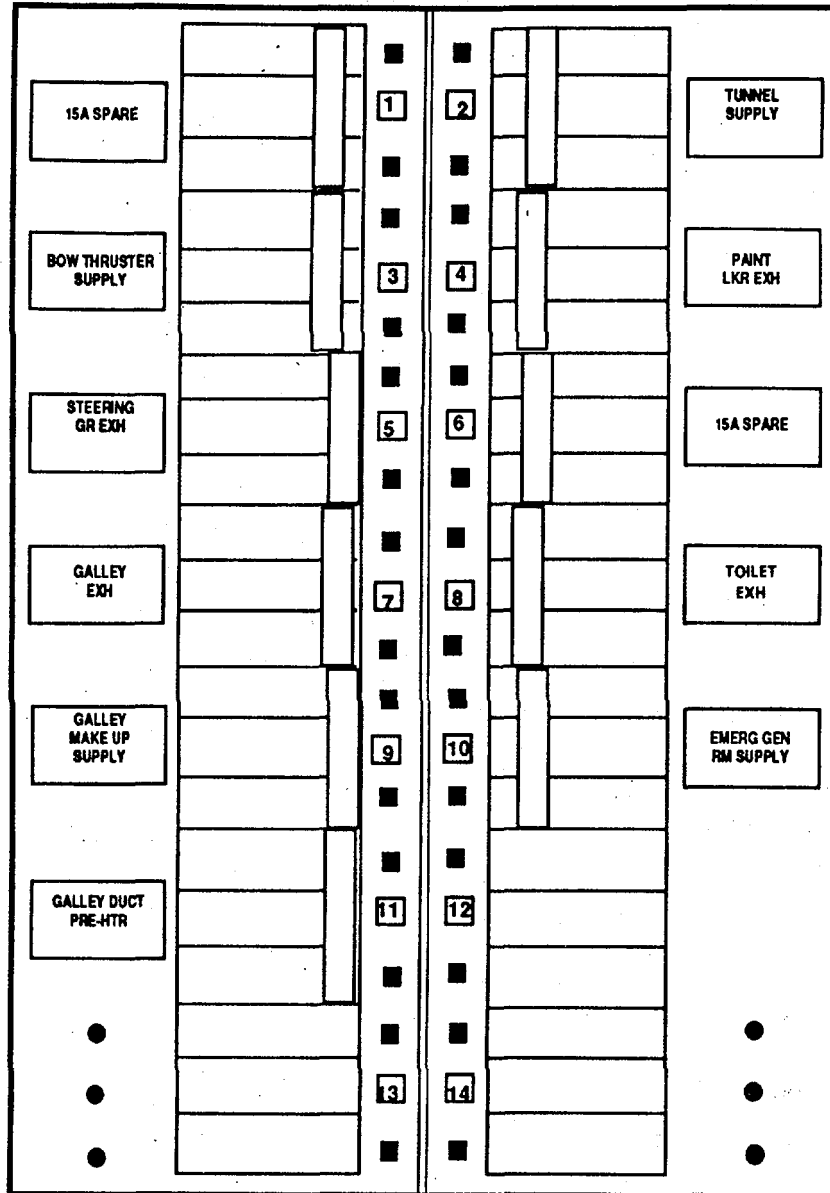 15A SPARE
1
2
TUNNEL
SUPPLY
BOW THRUSTER
SUPPLY
3
4
PAINT
LKR EXH
STEERING
GR EXH
5
6
15A SPARE
GALLEY
EXH
7
8
TOILET
EXH
GALLEY
MAKE UP
SUPPLY
9
10
EMERG GEN
RM SUPPLY
GALLEY DUCT
PRE-HTR
11
12
13
14